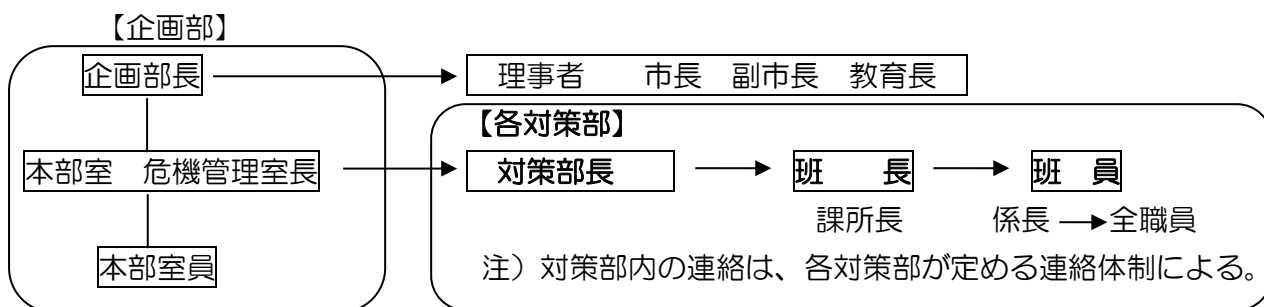 【企画部】
企画部長
理事者　　市長　副市長　教育長
【各対策部】
本部室　危機管理室長
対策部長
班　　長
班　員
課所長
係長→全職員
本部室員
注）対策部内の連絡は、各対策部が定める連絡体制による。